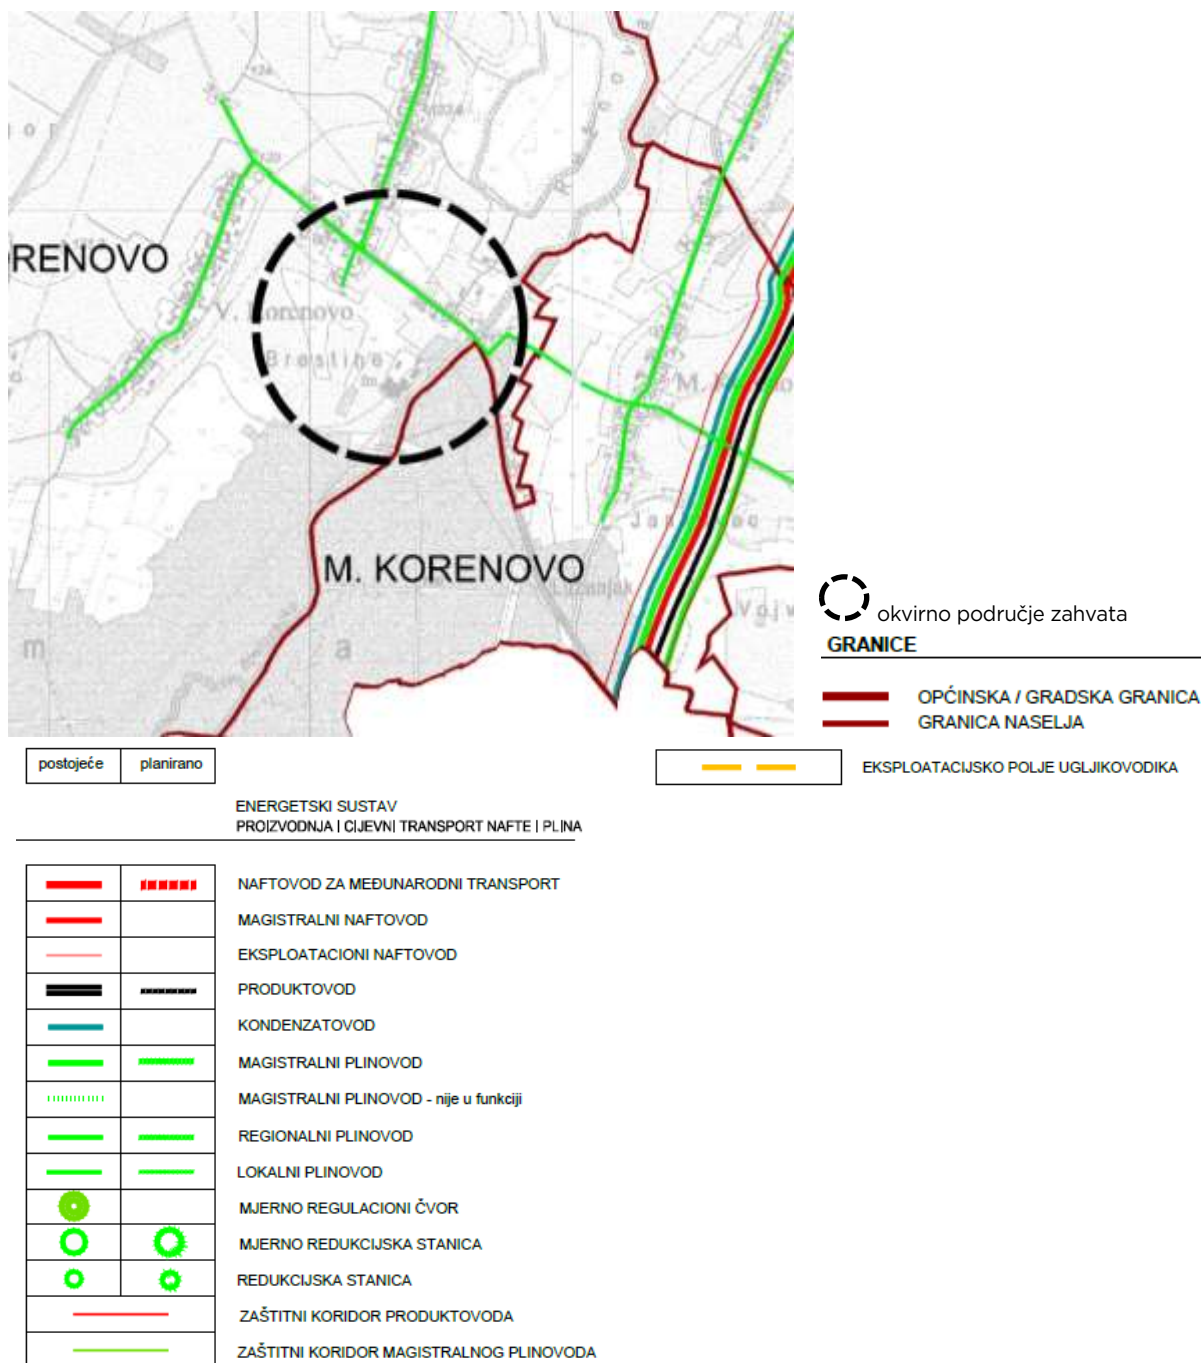 RENOVO
V. Korenovo
Brestine
M. KORENOVO
okvirno područje zahvata
GRANICE
OPĆINSKA / GRADSKA GRANICA
GRANICA NASELJA
postojeće planirano
EKSPLOATACIJSKO POLJE UGLJIKOVODIKA
ENERGETSKI SUSTAV
PROIZVODNJA I CIJEVNI TRANSPORT NAFTE I PLINA
NAFTOVOD ZA MEĐUNARODNI TRANSPORT
MAGISTRALNI NAFTOVOD
EKSPLOATACIONI NAFTOVOD
PRODUKTOVOD
KONDENZATOVOD
MAGISTRALNI PLINOVOD
MAGISTRALNI PLINOVOD - nije u funkciji
REGIONALNI PLINOVOD
LOKALNI PLINOVOD
MJERNO REGULACIONI ČVOR
MJERNO REDUKCIJSKA STANICA
REDUKCIJSKA STANICA
ZAŠTITNI KORIDOR PRODUKTOVODA
ZAŠTITNI KORIDOR MAGISTRALNOG PLINOVODA